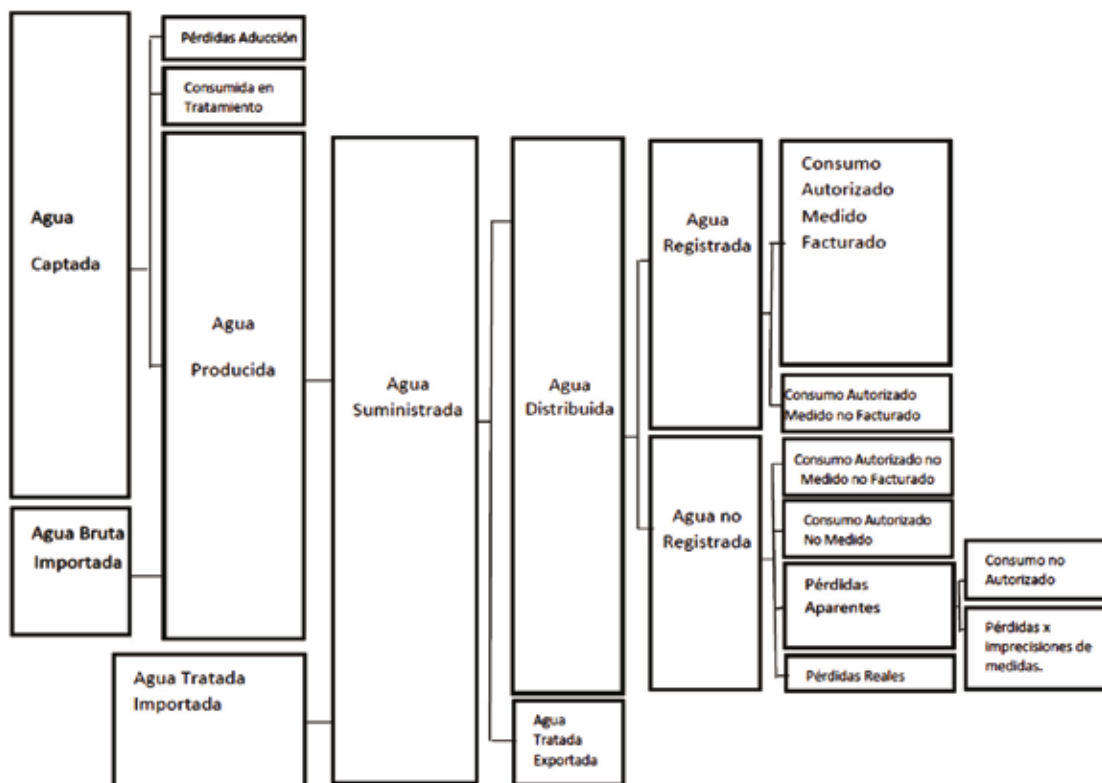 Agua
Captada
Agua Bruta
Importada
Pérdidas Aducción
Consumida en
Tratamiento
Agua
Producida
Agua Tratada
Importada
Agua
Suministrada
Agua
Distribuida
Agua
Tratada
Exportada
Agua
Registrada
Agua no
Registrada
Consumo
Autorizado
Medido
Facturado
Consumo Autorizado
Medido no Facturado
Consumo Autorizado no
Medido no Facturado
Consumo Autorizado
No Medido
Pérdidas
Aparentes
Pérdidas Reales
Consumo no
Autorizado
Pérdidas x
imprecisiones de
medidas.